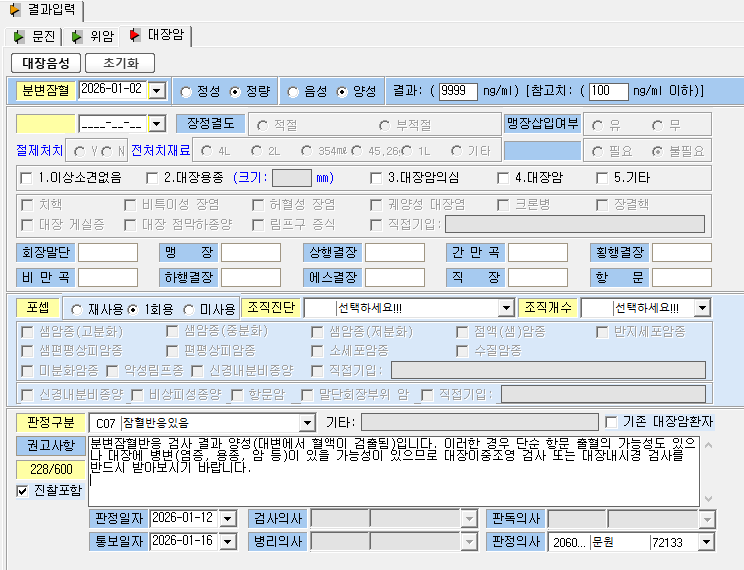 결과입력
문진 위암 대장암
대장음성 초기화
분변잠혈 2026-01-02 정성 정량 음성 양성 결과: ( 9999 ng/ml) [참고치: ( 100 ng/ml 이하)]
____-__-__ 장정결도 적절 부적절 맹장삽입여부 유 무
절제처치 Y N 전처치재료 4L 2L 354㎖ 45,26 1L 기타 필요 불필요
1.이상소견없음 2.대장용종 (크기: mm) 3.대장암의심 4.대장암 5.기타
치핵 비특이성 장염 허혈성 장염 궤양성 대장염 크론병 장결핵
대장 게실증 대장 점막하종양 림프구 증식 직접기입:
회장말단 맹 장 상행결장 간 만 곡 횡행결장
비 만 곡 하행결장 에스결장 직 장 항 문
포셉 재사용 1회용 미사용 조직진단 선택하세요!!! 조직개수 선택하세요!!!
샘암종(고분화) 샘암종(중분화) 샘암종(저분화) 점액(샘)암종 반지세포암종
샘편평상피암종 편평상피암종 소세포암종 수질암종
미분화암종 악성림프종 신경내분비종양 직접기입:
신경내분비종양 비상피성종양 항문암 말단회장부위 암 직접기입:
판정구분 C07 잠혈반응있음 기타: 기존 대장암환자
권고사항 분변잠혈반응 검사 결과 양성(대변에서 혈액이 검출됨)입니다. 이러한 경우 단순 항문 출혈의 가능성도 있으
228/600 나 대장에 병변(염증, 용종, 암 등)이 있을 가능성이 있으므로 대장이중조영 검사 또는 대장내시경 검사를
진찰포함 반드시 받아보시기 바랍니다.
판정일자 2026-01-12 검사의사 판독의사
통보일자 2026-01-16 병리의사 판정의사 2060... 문원 72133